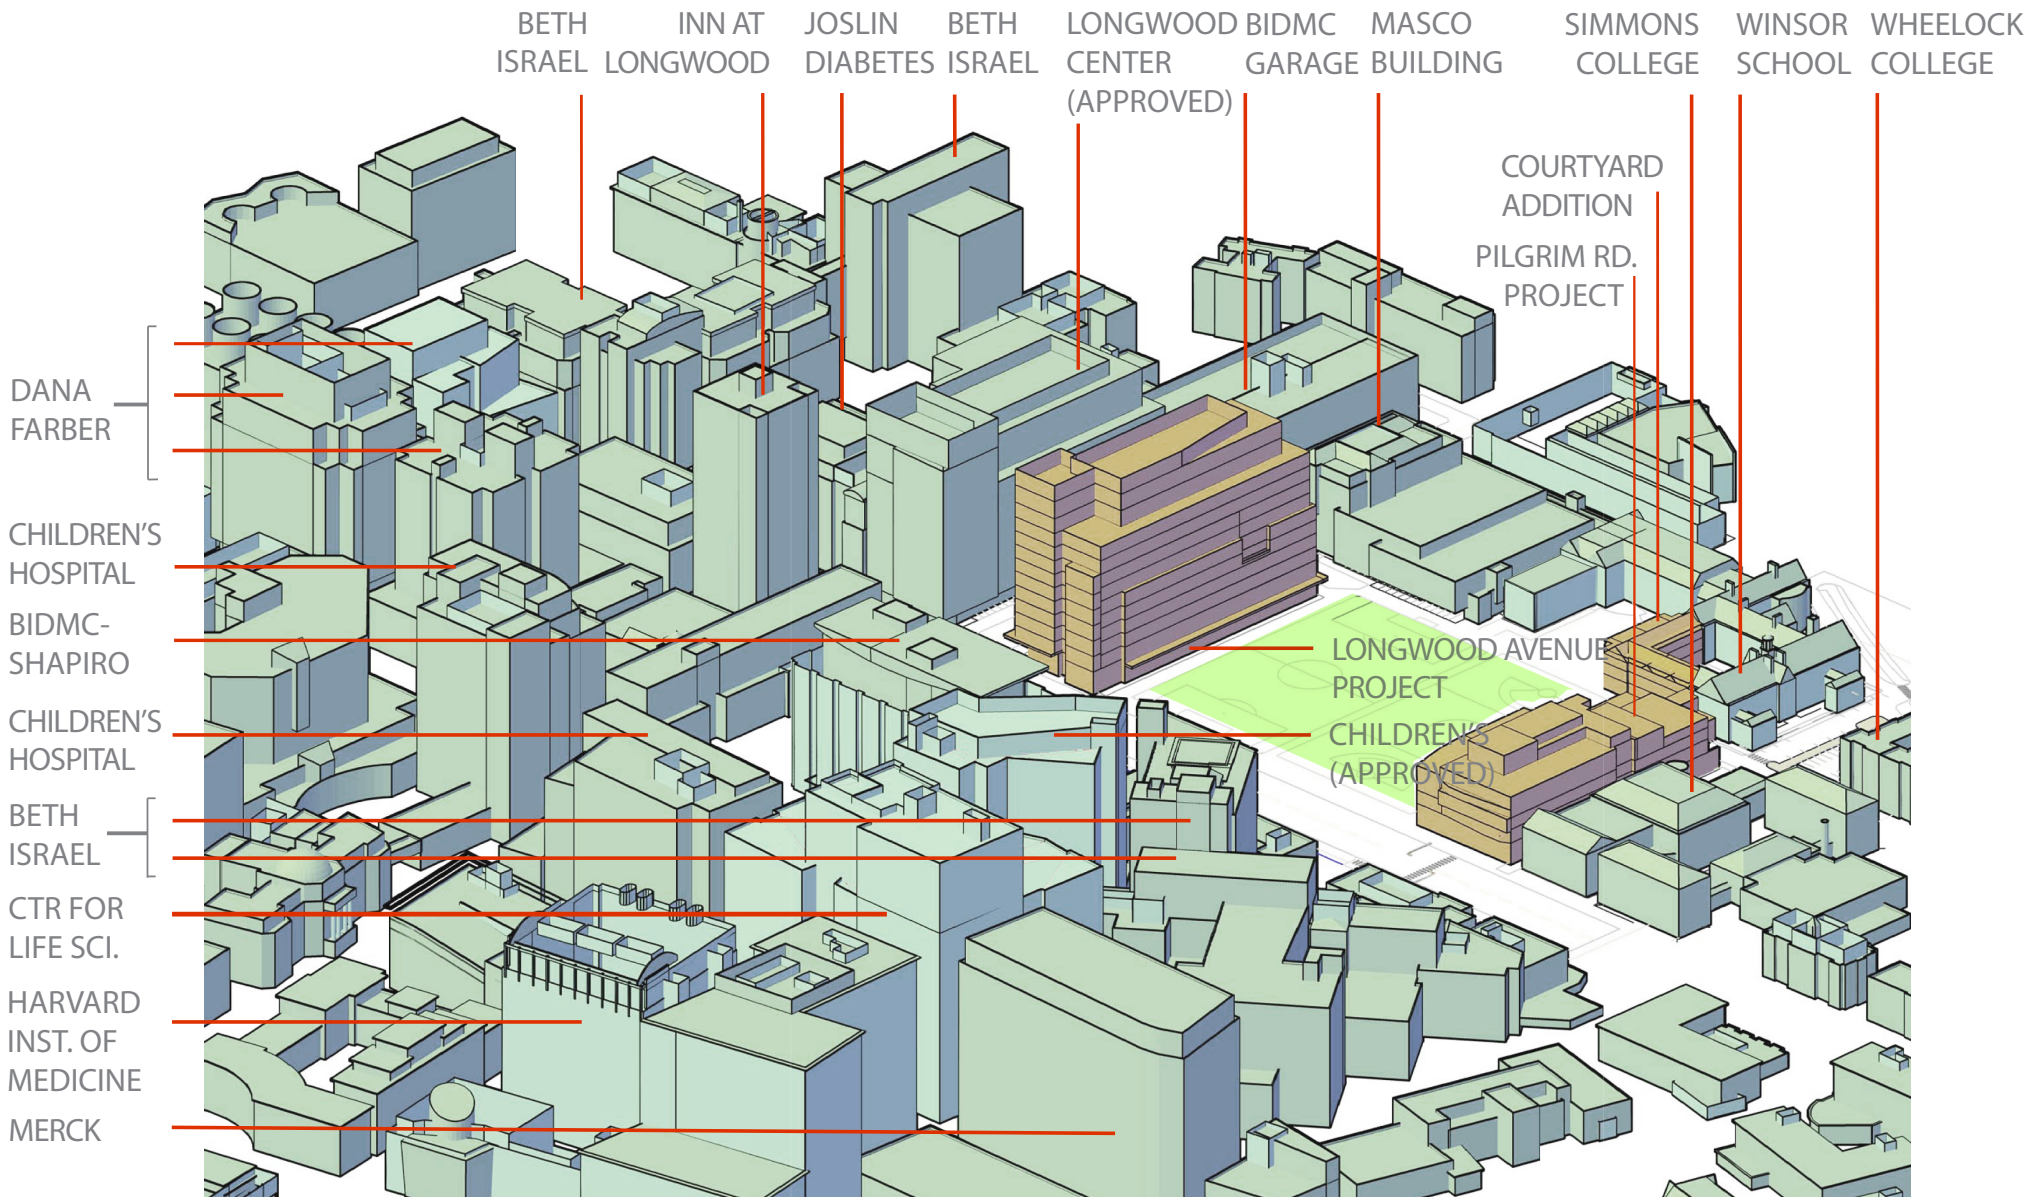 BETH
ISRAEL
INN AT
LONGWOOD
JOSLIN
DIABETES
BETH
ISRAEL
LONGWOOD
CENTER
(APPROVED)
BIDMC
GARAGE
MASCO
BUILDING
SIMMONS
COLLEGE
WINSOR
SCHOOL
WHEELOCK
COLLEGE
COURTYARD
ADDITION
PILGRIM RD.
PROJECT
DANA
FARBER
CHILDREN'S
HOSPITAL
BIDMC-
SHAPIRO
CHILDREN'S
HOSPITAL
BETH
ISRAEL
CTR FOR
LIFE SCI.
HARVARD
INST. OF
MEDICINE
MERCK
LONGWOOD AVENUE
PROJECT
CHILDREN'S
(APPROVED)